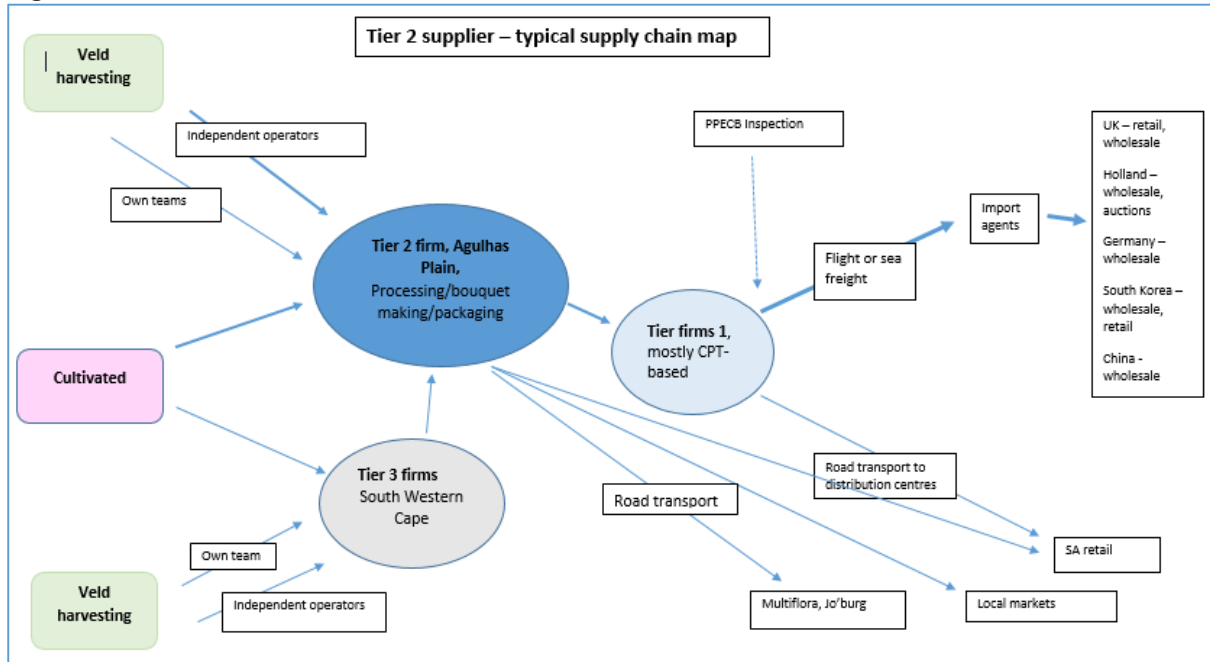 Tier 2 supplier – typical supply chain map
Veld
harvesting
Independent operators
Own teams
PPECB Inspection
UK – retail,
wholesale
Holland –
wholesale,
auctions
Germany –
wholesale
South Korea –
wholesale,
retail
China -
wholesale
Import
agents
Flight or sea
freight
Tier 2 firm, Agulhas
Plain,
Processing/bouquet
making/packaging
Tier firms 1,
mostly CPT-
based
Cultivated
Tier 3 firms
South Western
Cape
Road transport
Road transport to
distribution centres
Own team
Independent operators
Veld
harvesting
SA retail
Multiflora, Jo'burg
Local markets